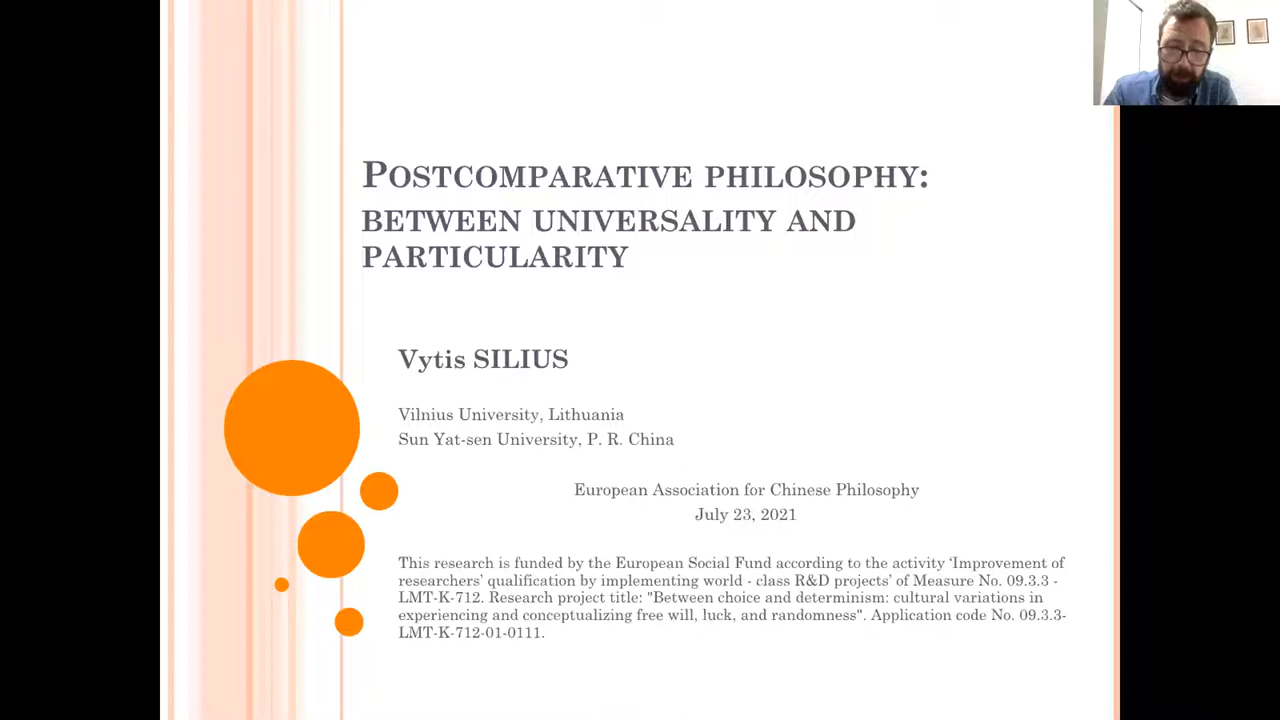 POSTCOMPARATIVE PHILOSOPHY:
BETWEEN UNIVERSALITY AND
PARTICULARITY
Vytis SILIUS
Vilnius University, Lithuania
Sun Yat-sen University, P. R. China
European Association for Chinese Philosophy
July 23, 2021
This research is funded by the European Social Fund according to the activity ‘Improvement of
researchers’ qualification by implementing world - class R&D projects’ of Measure No. 09.3.3 -
LMT-K-712. Research project title: "Between choice and determinism: cultural variations in
experiencing and conceptualizing free will, luck, and randomness". Application code No. 09.3.3-
LMT-K-712-01-0111.